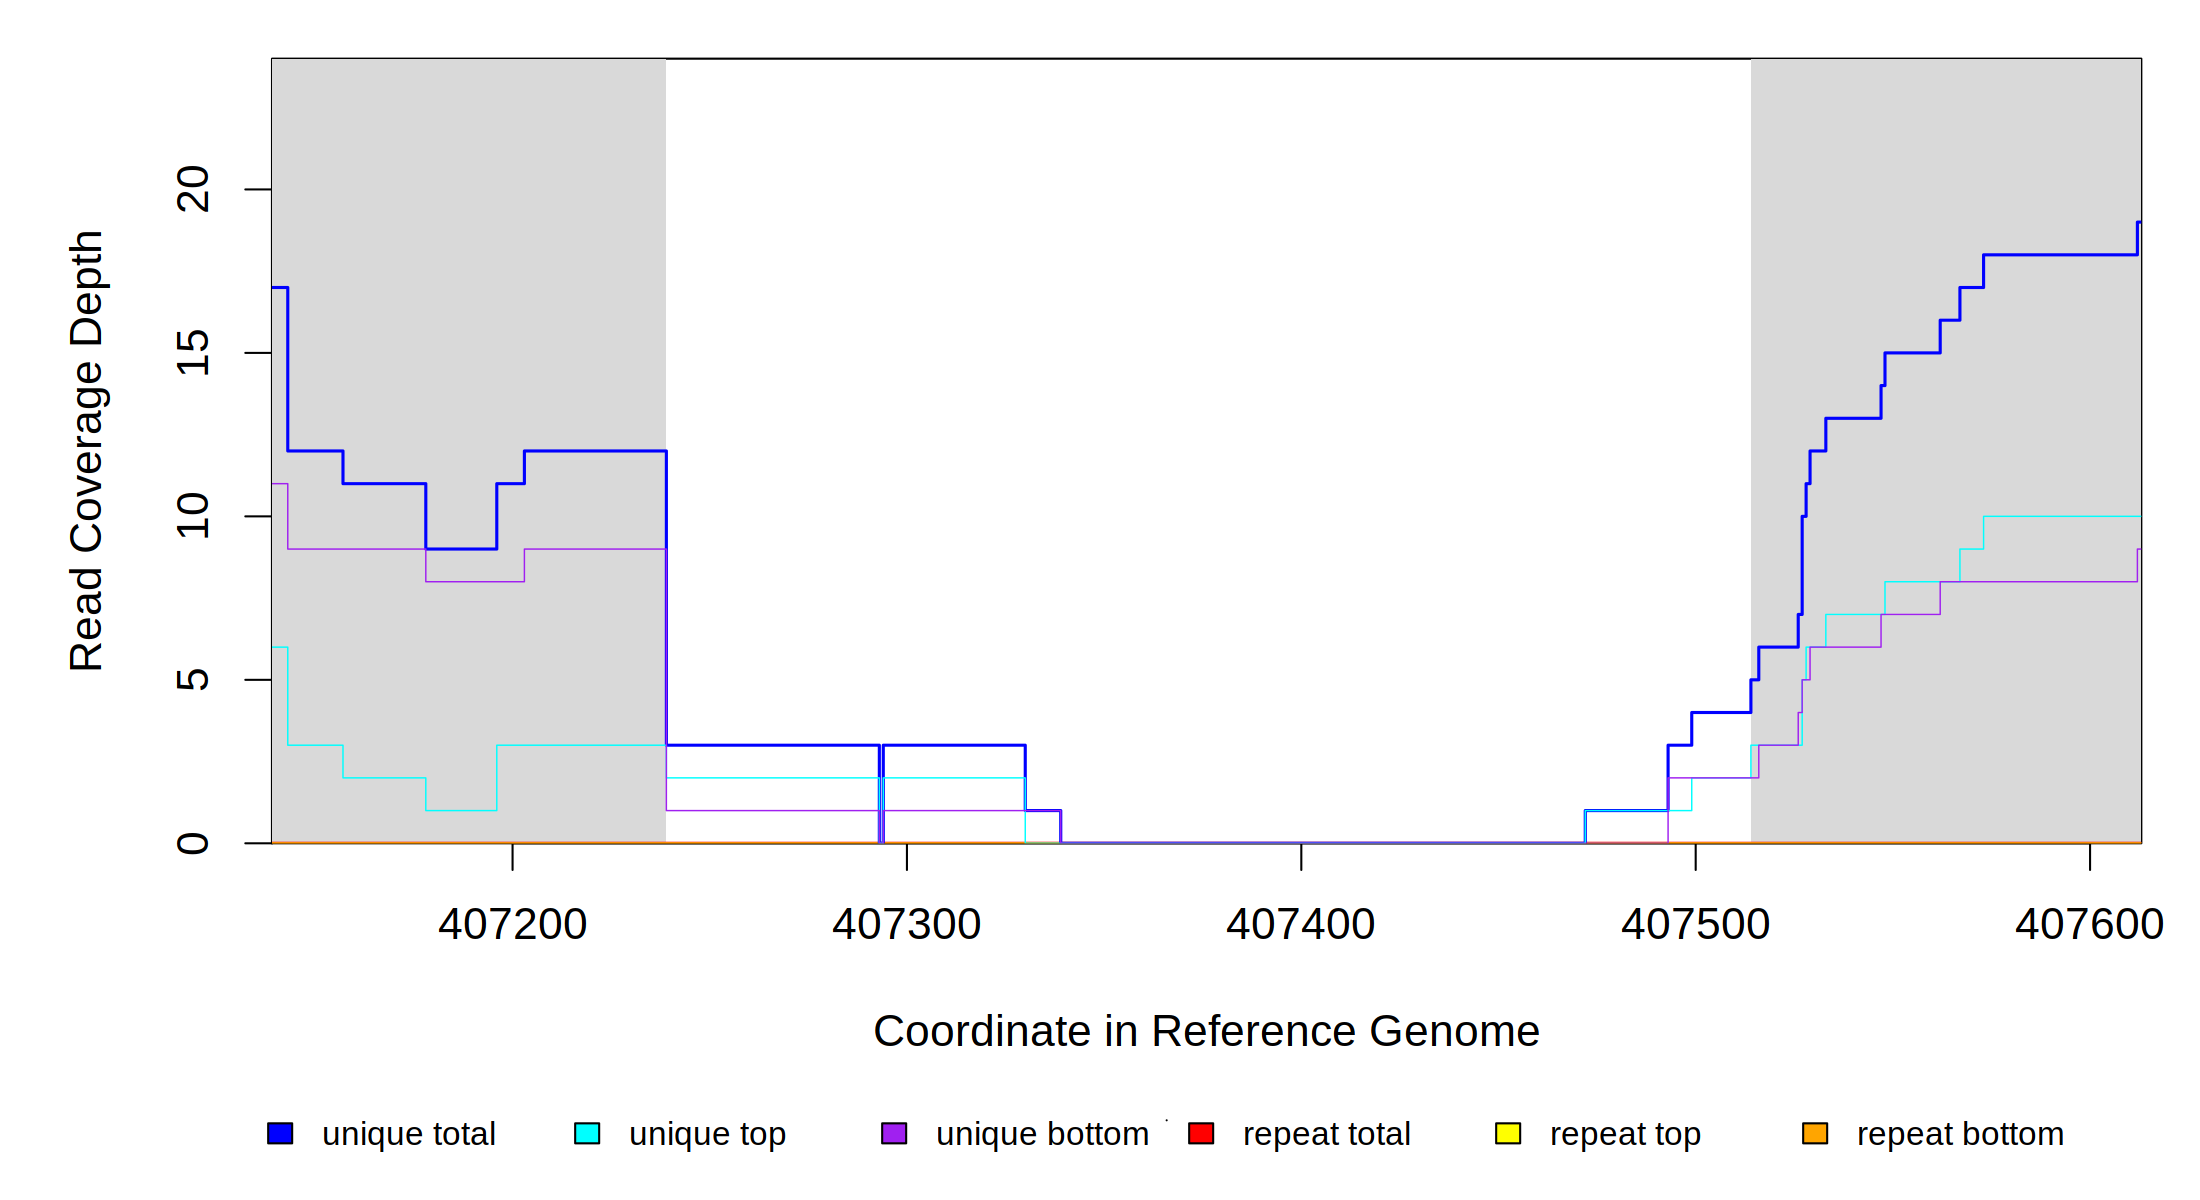 Read Coverage Depth
20
15
10
5
0
407200 407300 407400 407500 407600
Coordinate in Reference Genome
unique total unique top unique bottom repeat total repeat top repeat bottom